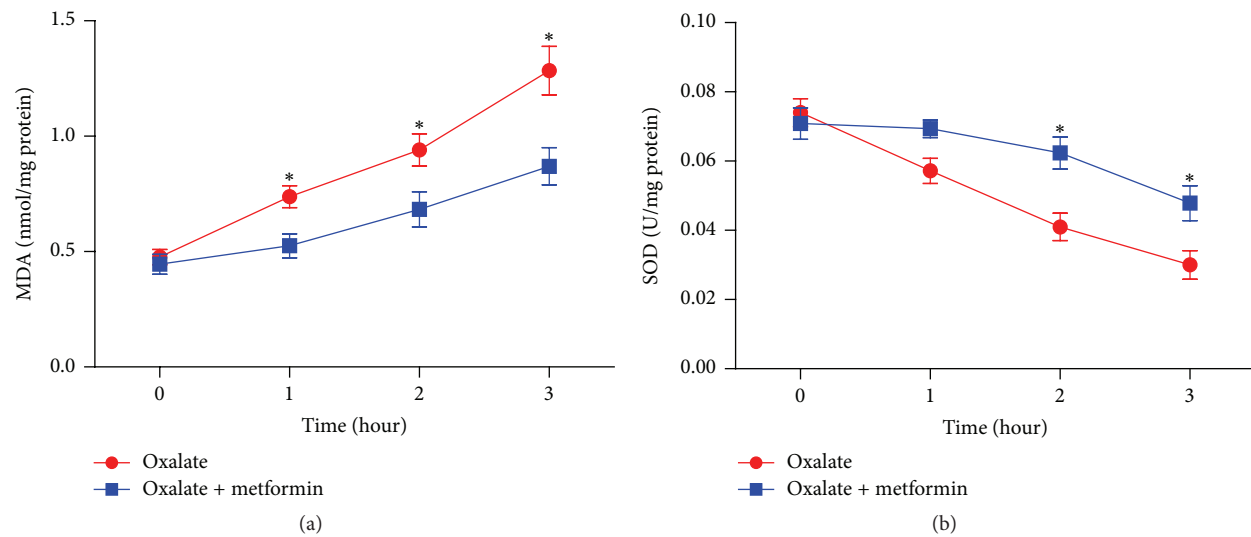 1.5
1.0
0.5
0.0
MDA (nmol/mg protein)
*
*
*
0 1 2 3
Time (hour)
Oxalate
Oxalate + metformin
(a)
0.10
0.08
0.06
0.04
0.02
0.00
SOD (U/mg protein)
*
*
0 1 2 3
Time (hour)
Oxalate
Oxalate + metformin
(b)